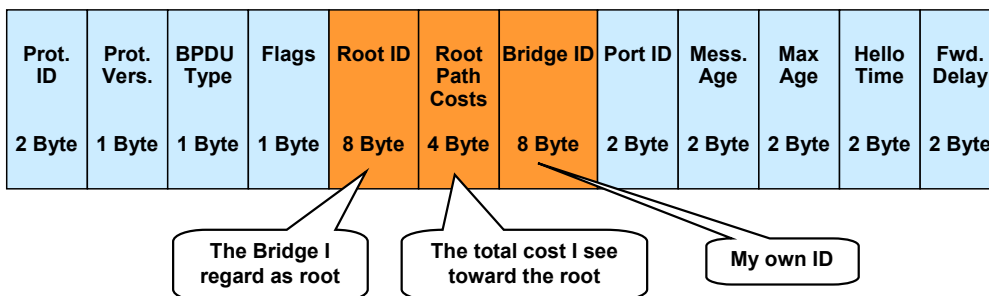 Prot. ID
2 Byte
Prot. Vers.
1 Byte
BPDU Type
1 Byte
Flags
1 Byte
Root ID
8 Byte
Root Path Costs
4 Byte
Bridge ID
8 Byte
Port ID
2 Byte
Mess. Age
2 Byte
Max Age
2 Byte
Hello Time
2 Byte
Fwd. Delay
2 Byte
The Bridge I
regard as root
The total cost I see
toward the root
My own ID